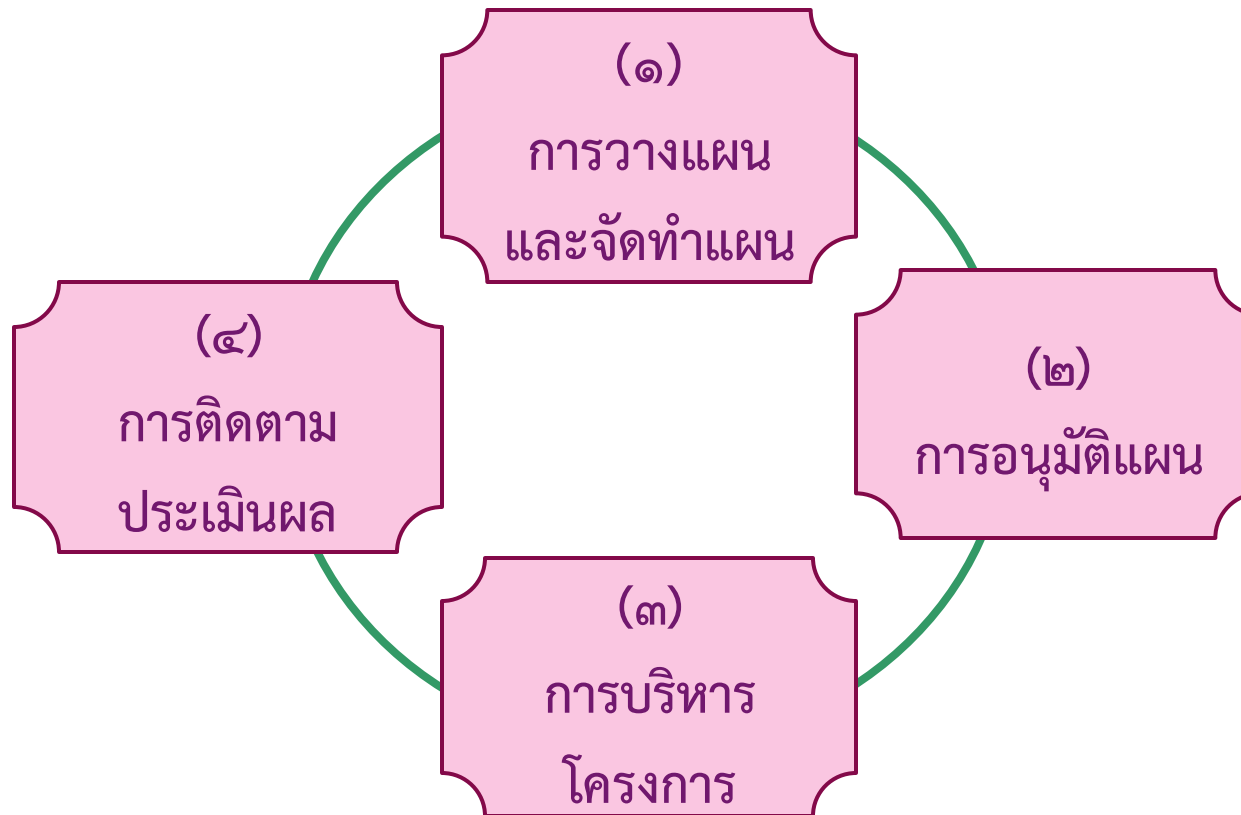 (๑)
การวางแผน
และจัดทำแผน
(๒)
การอนุมัติแผน
(๓)
การบริหาร
โครงการ
(๔)
การติดตาม
ประเมินผล